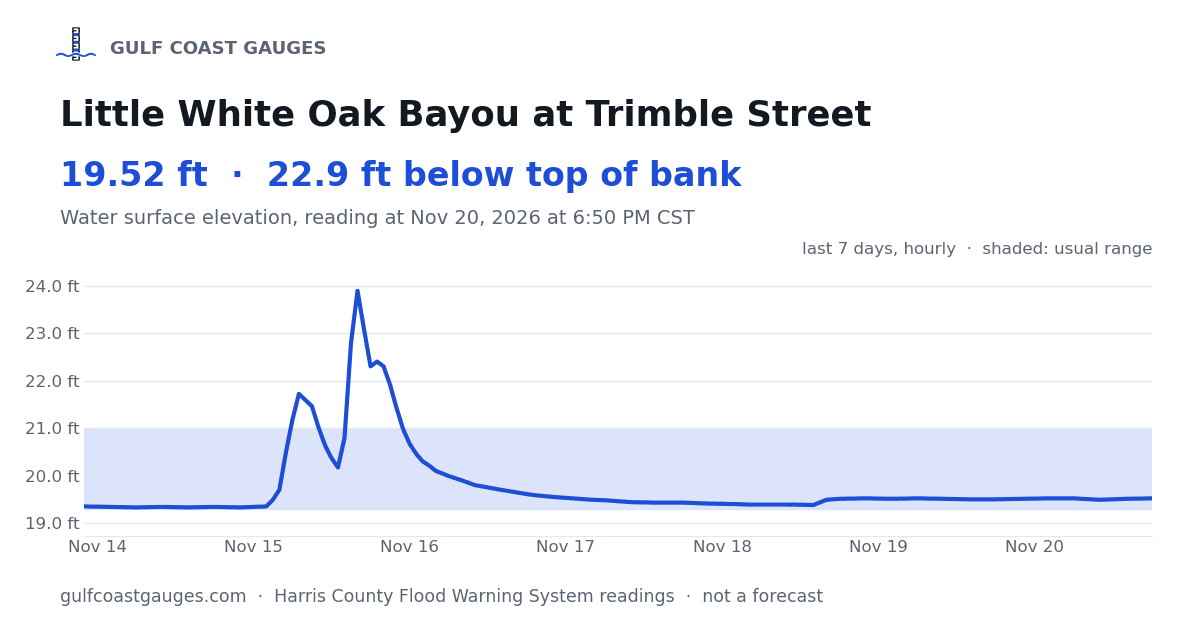 GULF COAST GAUGES
Little White Oak Bayou at Trimble Street
19.52 ft · 22.9 ft below top of bank
Water surface elevation, reading at Nov 20, 2026 at 6:50 PM CST
last 7 days, hourly · shaded: usual range
24.0 ft
23.0 ft
22.0 ft
21.0 ft
20.0 ft
19.0 ft
Nov 14 Nov 15 Nov 16 Nov 17 Nov 18 Nov 19 Nov 20
gulfcoastgauges.com · Harris County Flood Warning System readings · not a forecast